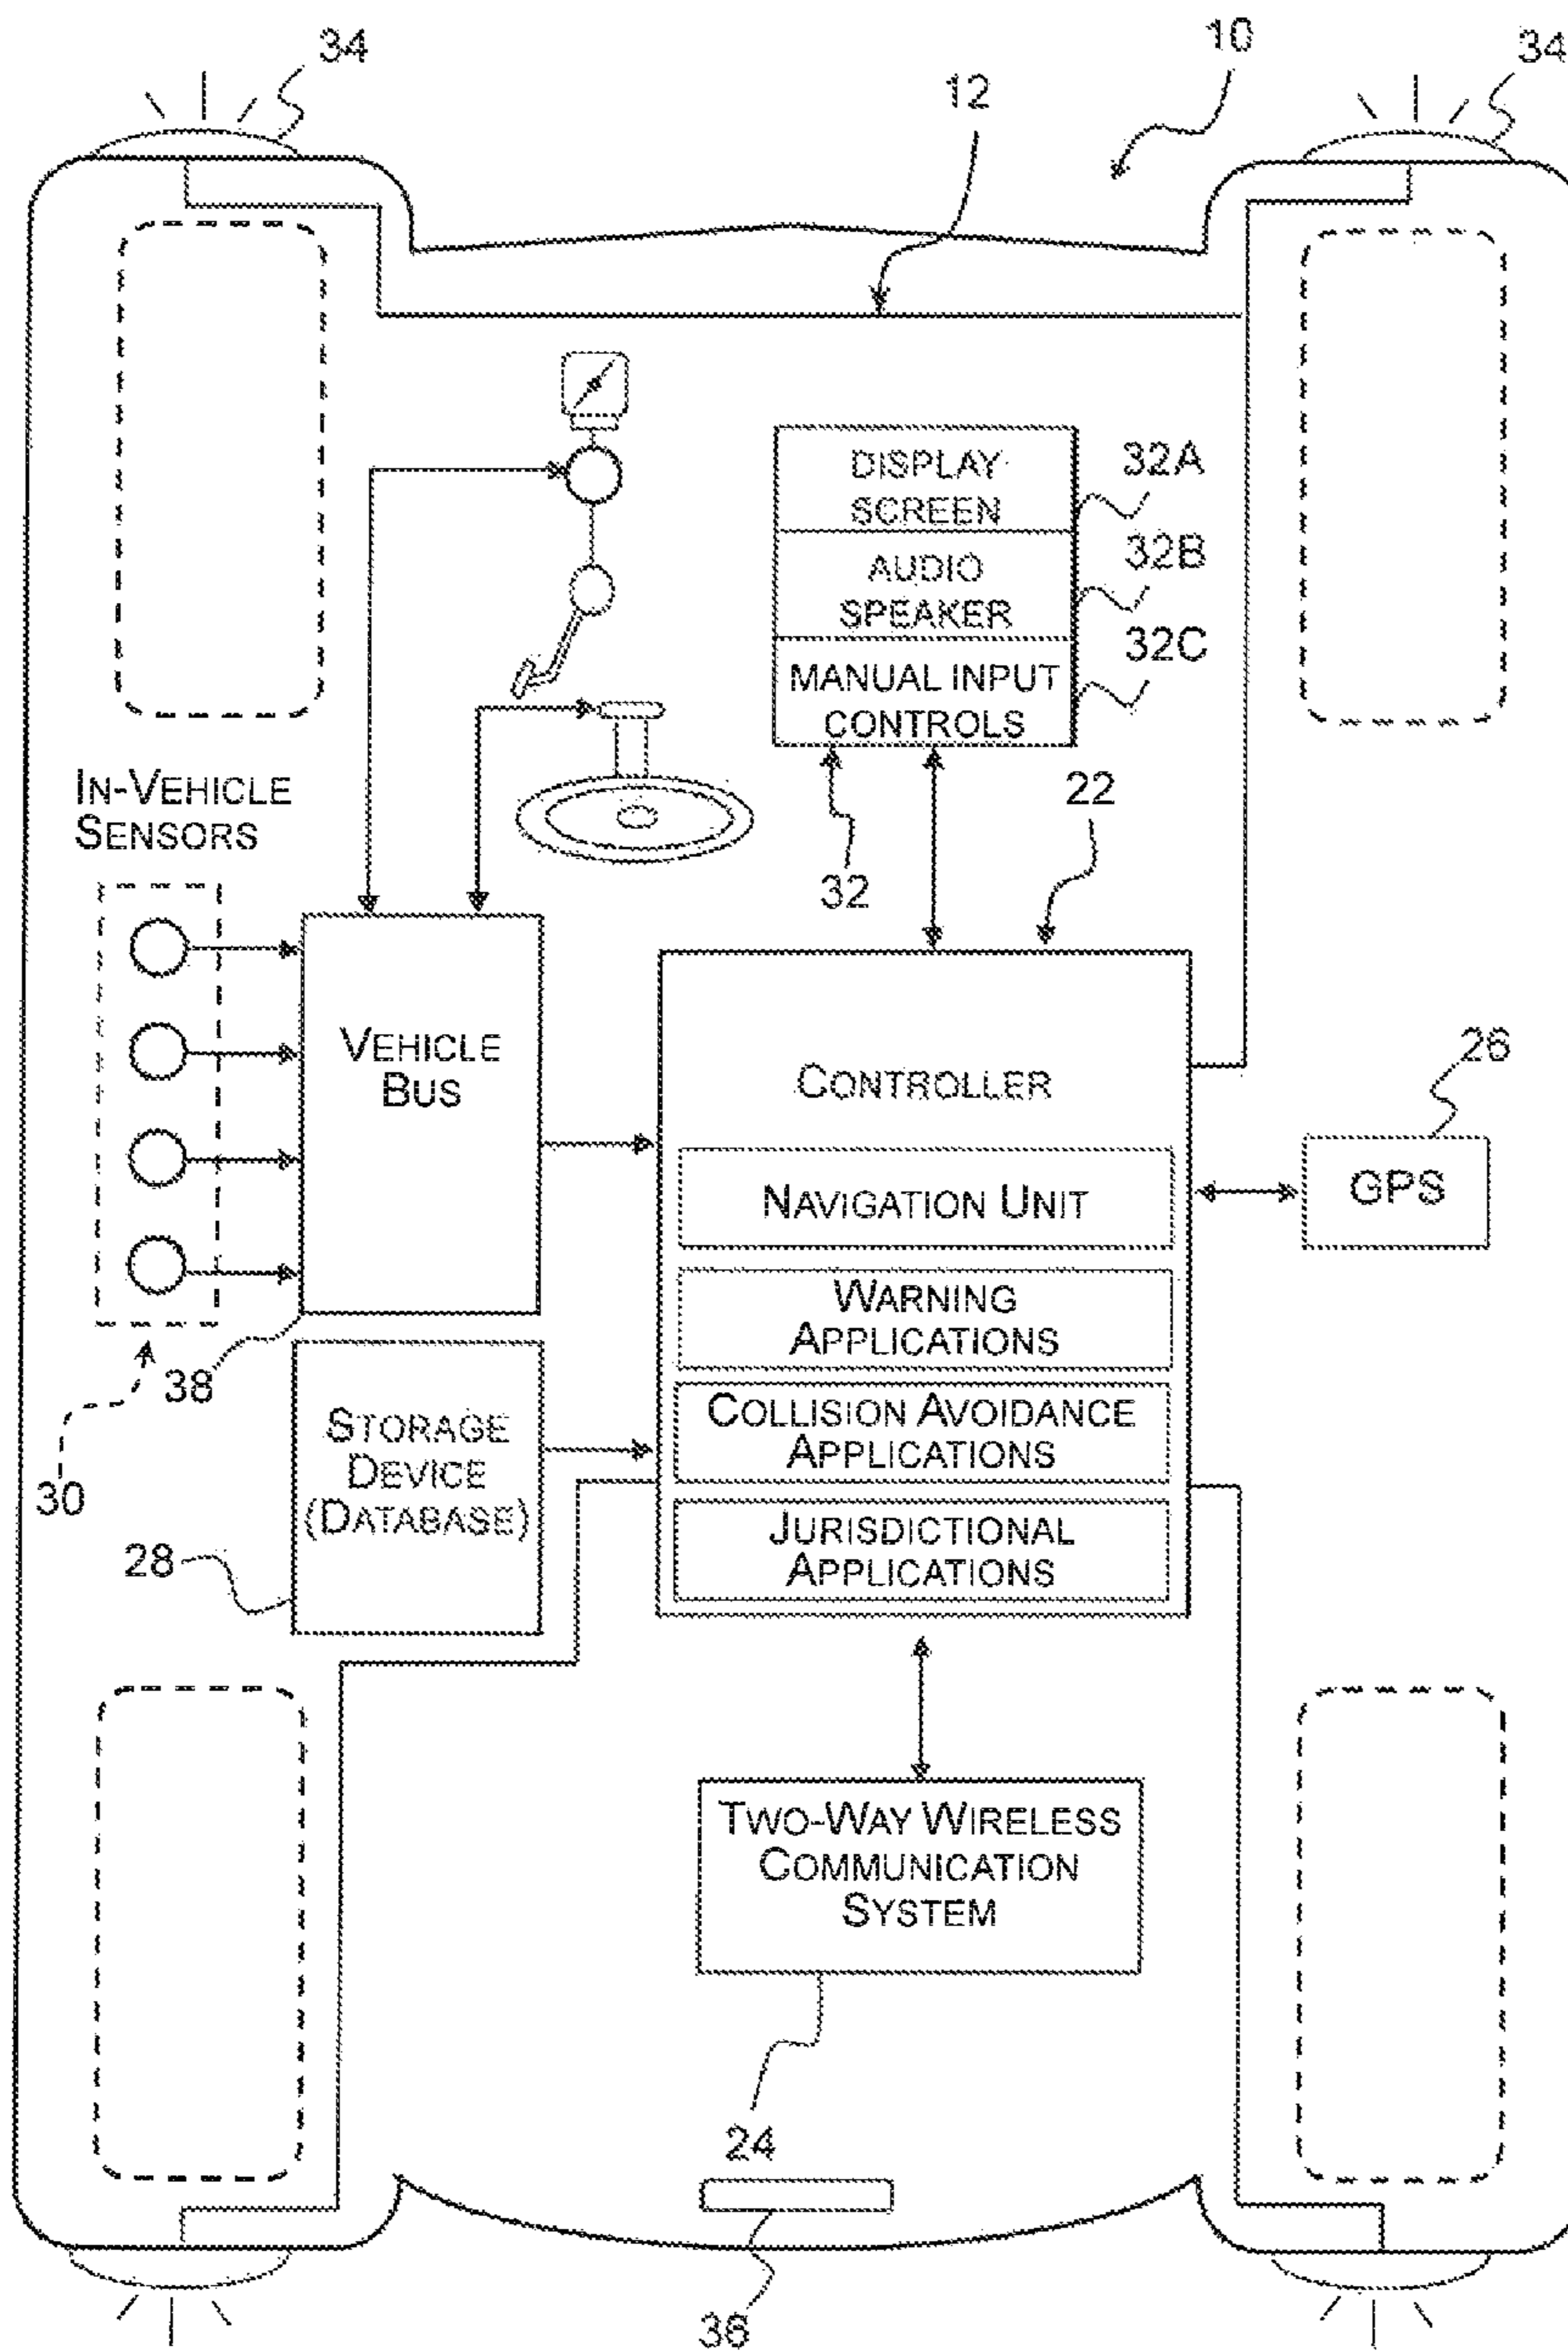 34
10
34
12
DISPLAY
SCREEN
32A
AUDIO
SPEAKER
32B
MANUAL INPUT
CONTROLS
32C
IN-VEHICLE
SENSORS
32
22
VEHICLE
BUS
CONTROLLER
26
GPS
NAVIGATION UNIT
WARNING
APPLICATIONS
COLLISION AVOIDANCE
APPLICATIONS
JURISDICTIONAL
APPLICATIONS
38
30
STORAGE
DEVICE
(DATABASE)
28
TWO-WAY WIRELESS
COMMUNICATION
SYSTEM
24
36